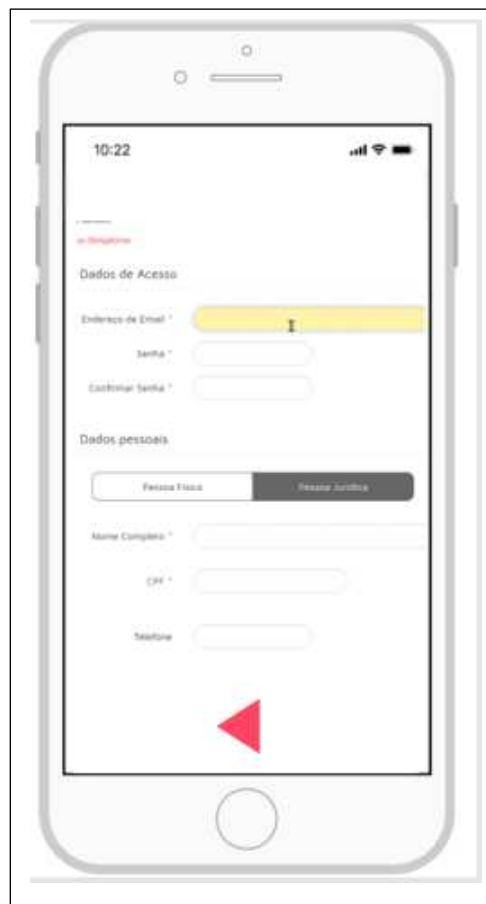 10:22
Dados de Acesso
Endereço de Email *
Senha *
Confirmar Senha *
Dados pessoais
Pessoa Física Pessoa Jurídica
Nome Completo *
CPF *
Telefone